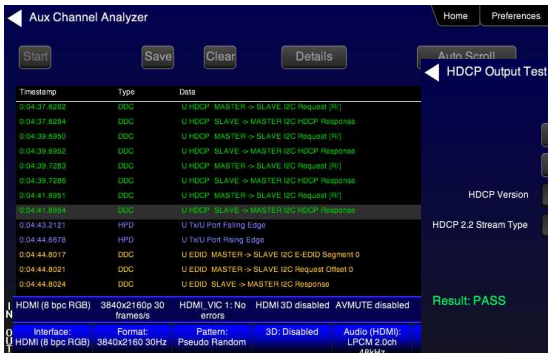 Aux Channel Analyzer
Home Preferences
Start Save Clear Details Auto Scroll
HDCP Output Test
Timestamp Type Data
0:04:37.6282 DDC U HDCP MASTER -> SLAVE I2C Request [Ri']
0:04:37.6284 DDC U HDCP SLAVE -> MASTER I2C HDCP Response
0:04:39.6950 DDC U HDCP MASTER -> SLAVE I2C Request [Ri']
0:04:39.6952 DDC U HDCP SLAVE -> MASTER I2C HDCP Response
0:04:39.7283 DDC U HDCP MASTER -> SLAVE I2C Request [Ri']
0:04:39.7286 DDC U HDCP SLAVE -> MASTER I2C HDCP Response
0:04:41.8951 DDC U HDCP MASTER -> SLAVE I2C Request [Ri']
0:04:41.8954 DDC U HDCP SLAVE -> MASTER I2C HDCP Response
0:04:43.2121 HPD U Tx/U Port Falling Edge
0:04:44.6678 HPD U Tx/U Port Rising Edge
0:04:44.8017 DDC U EDID MASTER -> SLAVE I2C E-EDID Segment 0
0:04:44.8021 DDC U EDID MASTER -> SLAVE I2C Request Offset 0
0:04:44.8024 DDC U EDID SLAVE -> MASTER I2C Response
HDCP Version
HDCP 2.2 Stream Type
Result: PASS
IN
HDMI (8 bpc RGB) 3840x2160p 30 frames/s HDMI_VIC 1: No errors HDMI 3D disabled AVMUTE disabled
OUT
Interface: HDMI (8 bpc RGB) Format: 3840x2160 30Hz Pattern: Pseudo Random 3D: Disabled Audio (HDMI): LPCM 2.0ch 48kHz